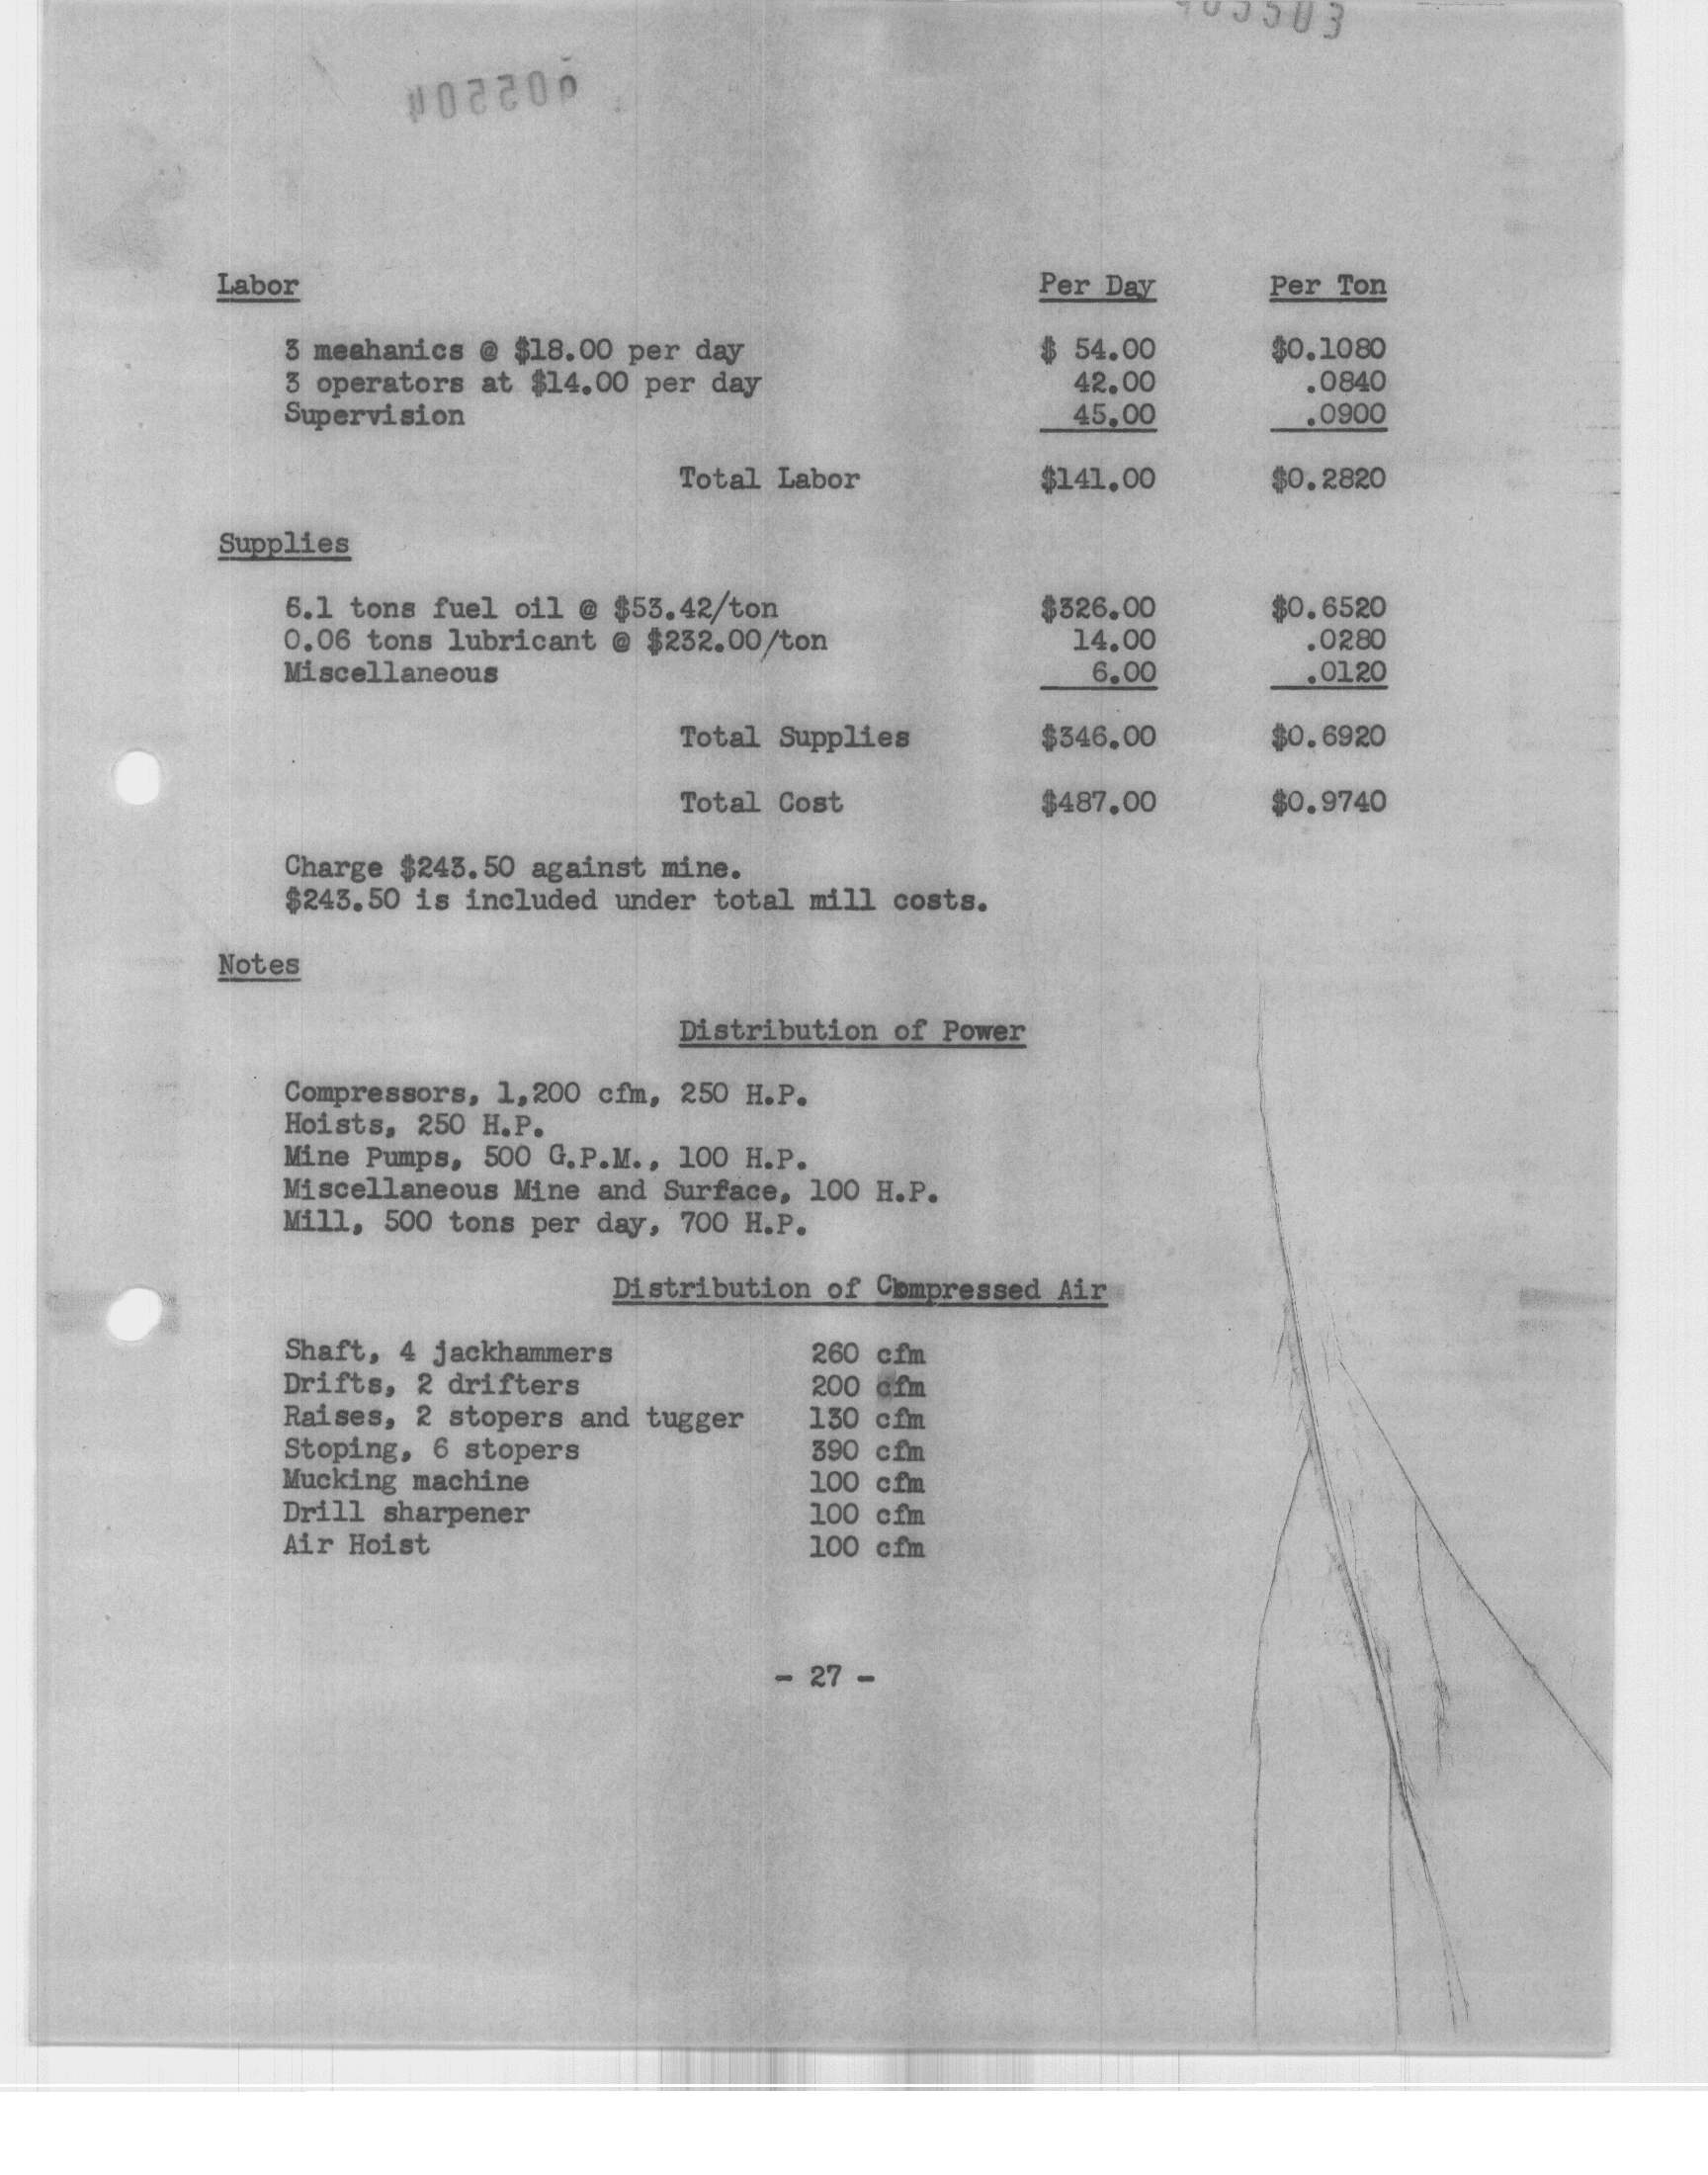 Labor Per Day Per Ton
3 meahanics @ $18.00 per day $ 54.00 $0.1080
3 operators at $14.00 per day 42.00 .0840
Supervision 45.00 .0900
Total Labor $141.00 $0.2820
Supplies
6.1 tons fuel oil @ $53.42/ton $326.00 $0.6520
0.06 tons lubricant @ $232.00/ton 14.00 .0280
Miscellaneous 6.00 .0120
Total Supplies $346.00 $0.6920
Total Cost $487.00 $0.9740
Charge $243.50 against mine.
$243.50 is included under total mill costs.
Notes
Distribution of Power
Compressors, 1,200 cfm, 250 H.P.
Hoists, 250 H.P.
Mine Pumps, 500 G.P.M., 100 H.P.
Miscellaneous Mine and Surface, 100 H.P.
Mill, 500 tons per day, 700 H.P.
Distribution of Compressed Air
Shaft, 4 jackhammers 260 cfm
Drifts, 2 drifters 200 cfm
Raises, 2 stopers and tugger 130 cfm
Stoping, 6 stopers 390 cfm
Mucking machine 100 cfm
Drill sharpener 100 cfm
Air Hoist 100 cfm
- 27 -